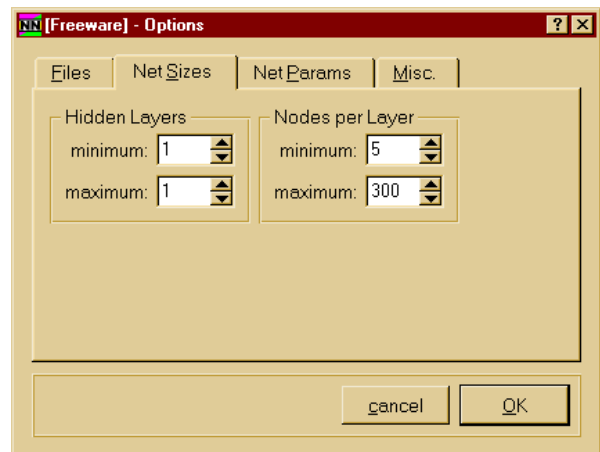 NN [Freeware] - Options ? ×
Files Net Sizes Net Params Misc.
Hidden Layers Nodes per Layer
minimum: 1 minimum: 5
maximum: 1 maximum: 300
cancel OK